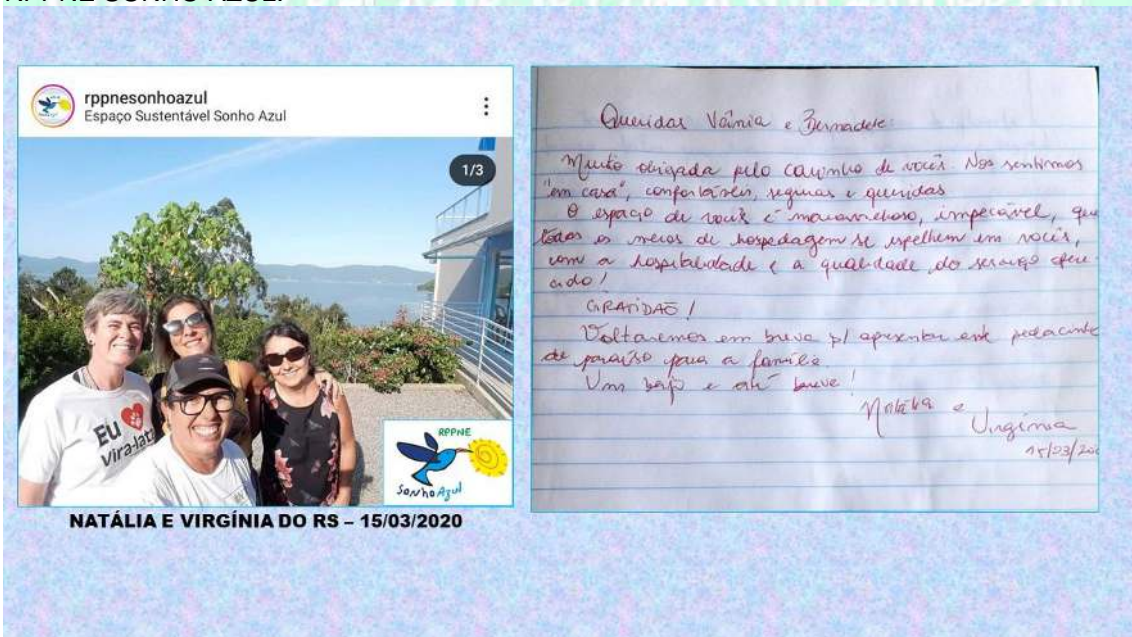 RPPNE SONHO AZUL.
rppnesonhoazul
Espaço Sustentável Sonho Azul
1/3
EU
Vira-lata
RPPNE
Sonho Azul
NATÁLIA E VIRGÍNIA DO RS – 15/03/2020
Queridas Vânia e Bernadete
Muito obrigada pelo carinho de vocês. Nos sentimos
"em casa", confortáveis, seguras e queridas
O espaço de vocês é maravilhoso, impecável, que
todos os meios de hospedagem se espelhem em vocês,
com a hospitalidade e a qualidade do serviço ofere-
cido!
GRATIDÃO!
Voltaremos em breve p/ apresentar este pedacinho
de paraíso para a família.
Um beijo e até breve!
Natália e
Virgínia
15/03/20